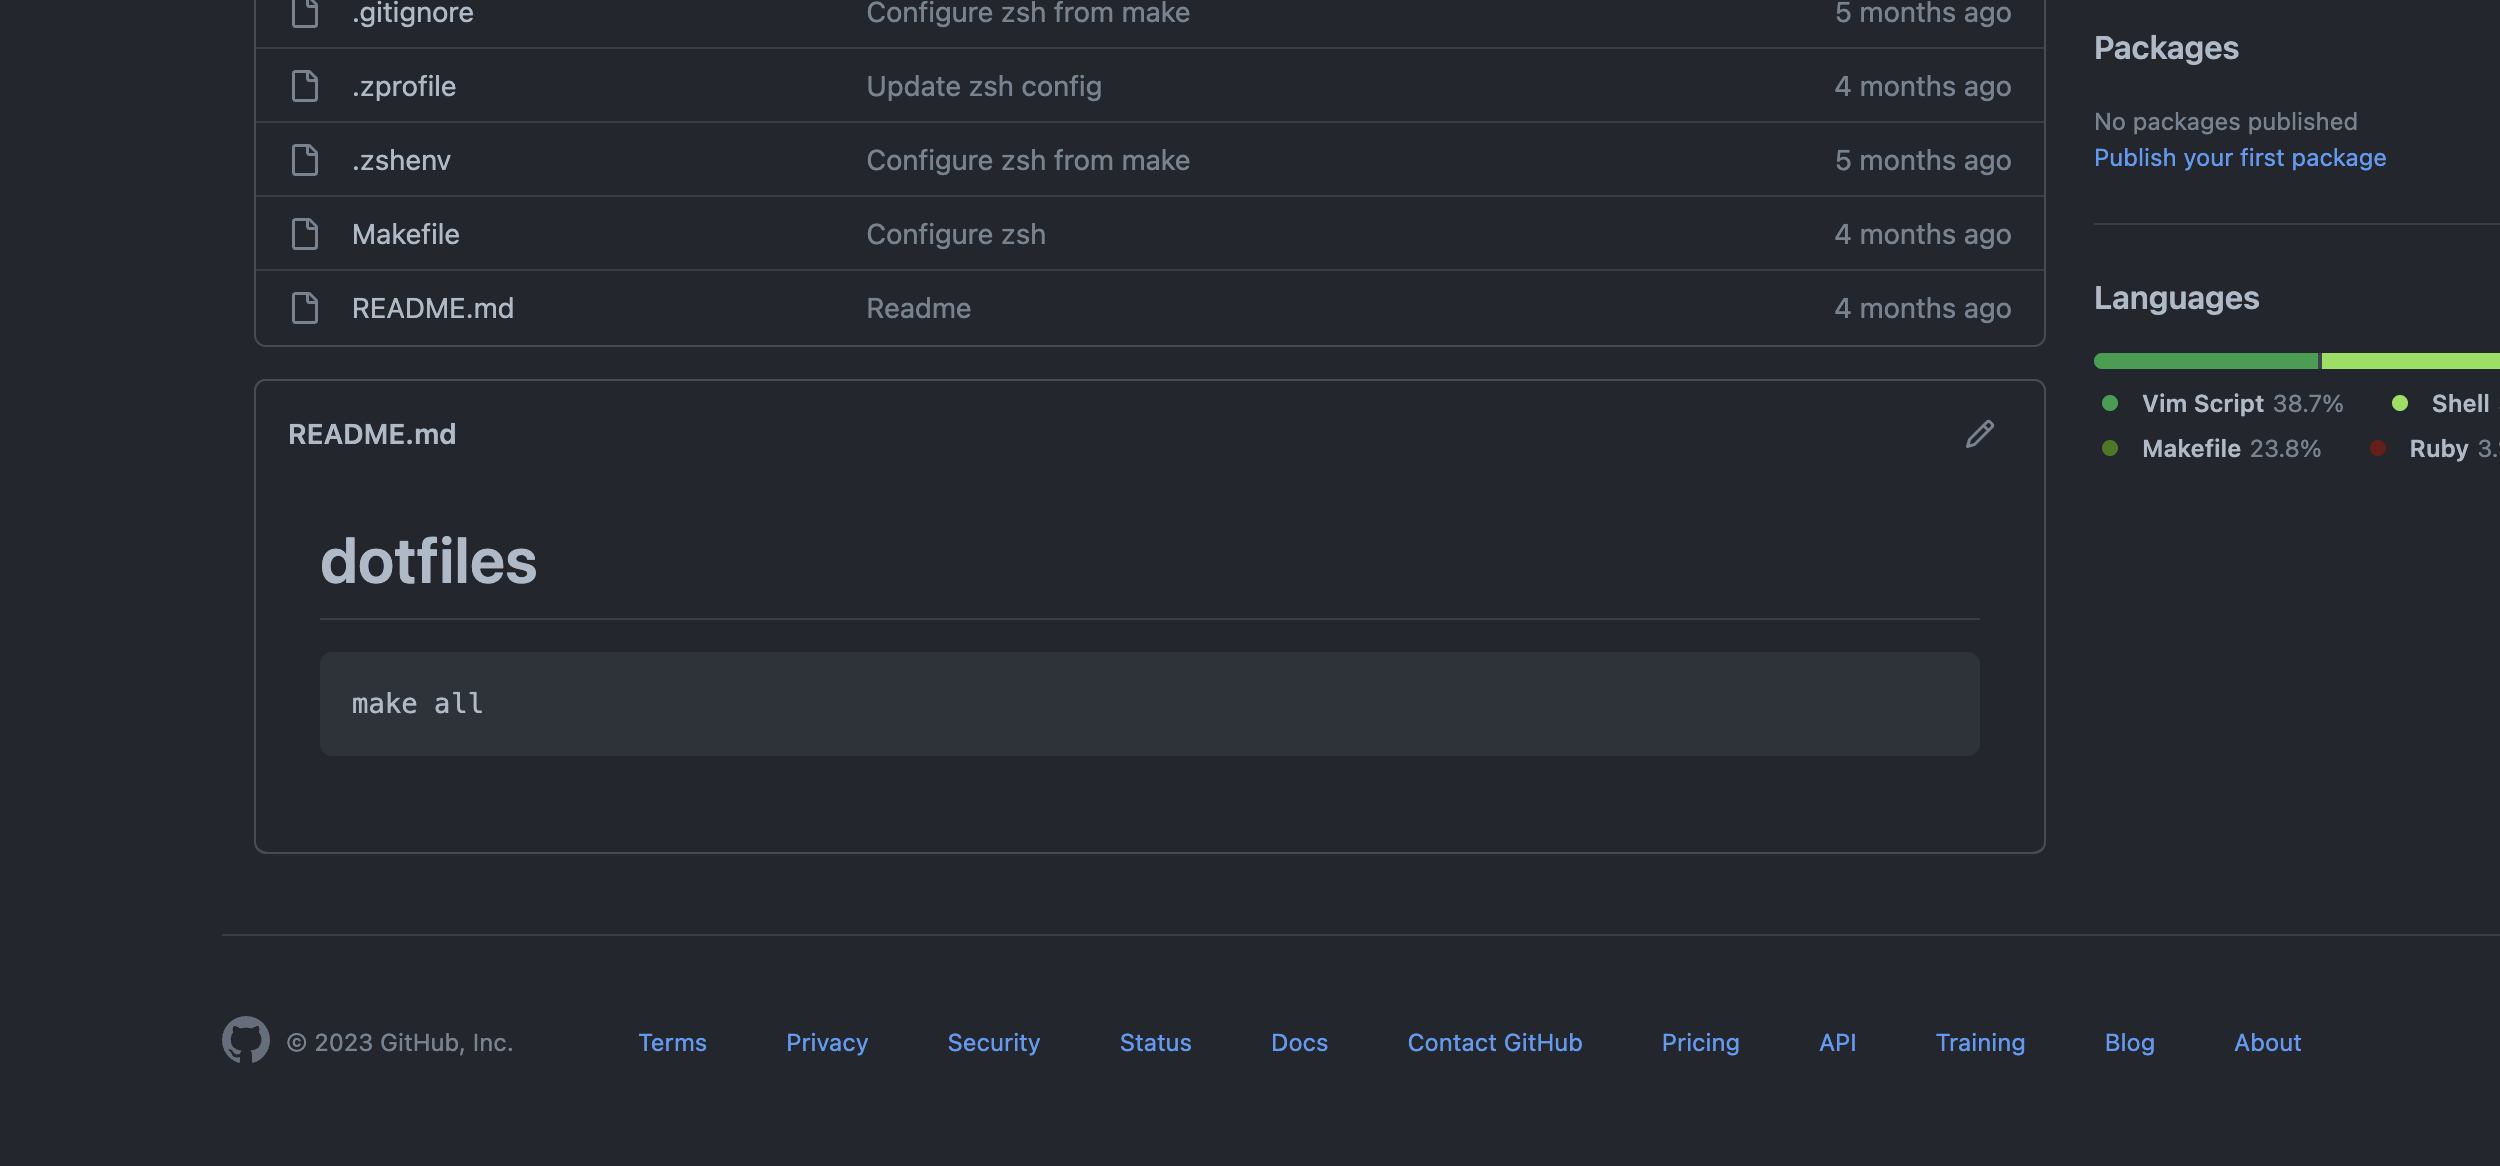 .gitignore Configure zsh from make 5 months ago
.zprofile Update zsh config 4 months ago
.zshenv Configure zsh from make 5 months ago
Makefile Configure zsh 4 months ago
README.md Readme 4 months ago
README.md
dotfiles
make all
Packages
No packages published
Publish your first package
Languages
Vim Script 38.7% Shell
Makefile 23.8% Ruby 3.
© 2023 GitHub, Inc. Terms Privacy Security Status Docs Contact GitHub Pricing API Training Blog About